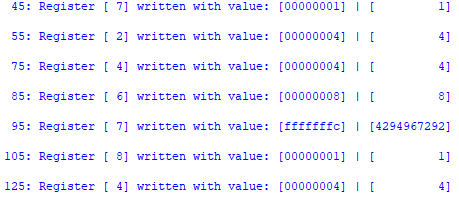 45: Register [ 7] written with value: [00000001] | [         1]
55: Register [ 2] written with value: [00000004] | [         4]
75: Register [ 4] written with value: [00000004] | [         4]
85: Register [ 6] written with value: [00000008] | [         8]
95: Register [ 7] written with value: [fffffffc] | [4294967292]
105: Register [ 8] written with value: [00000001] | [         1]
125: Register [ 4] written with value: [00000004] | [         4]